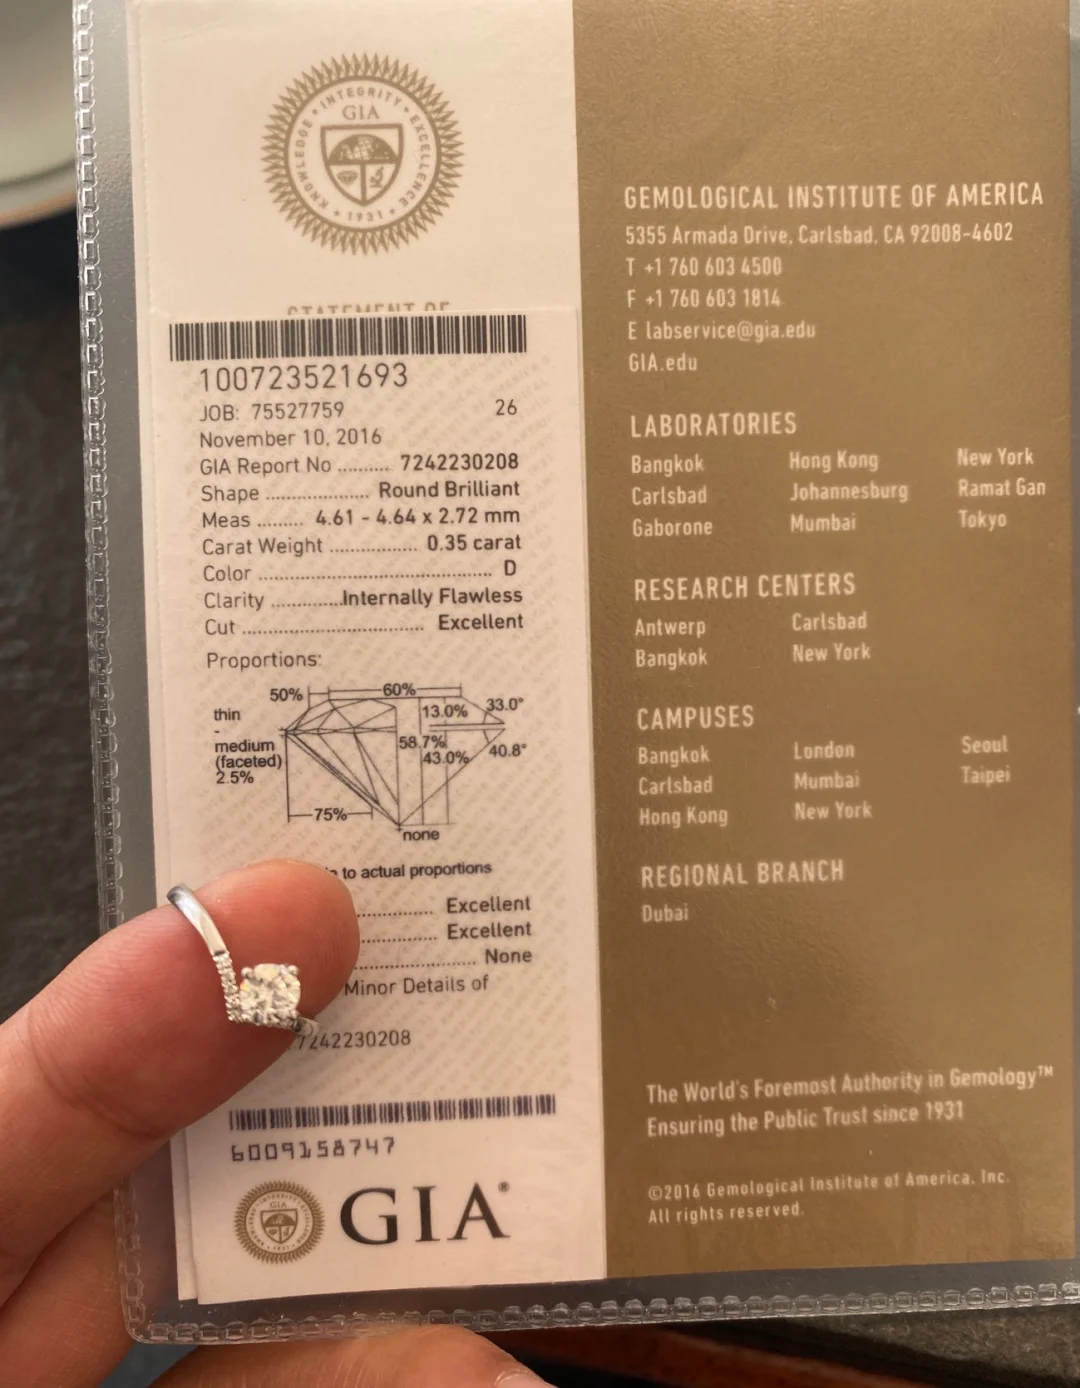 KNOWLEDGE • INTEGRITY • EXCELLENCE
GIA
• 1931 •
STATEMENT OF
100723521693
JOB: 75527759 26
November 10, 2016
GIA Report No .......... 7242230208
Shape .................... Round Brilliant
Meas ......... 4.61 - 4.64 x 2.72 mm
Carat Weight ................. 0.35 carat
Color ............................................. D
Clarity ..............Internally Flawless
Cut ................................... Excellent
Proportions:
50% 60%
thin
-
medium
(faceted)
2.5%
13.0% 33.0°
58.7%
43.0% 40.8°
75%
none
to actual proportions
Excellent
Excellent
None
Minor Details of
7242230208
6009158747
GIA®
GEMOLOGICAL INSTITUTE OF AMERICA
5355 Armada Drive, Carlsbad, CA 92008-4602
T +1 760 603 4500
F +1 760 603 1814
E labservice@gia.edu
GIA.edu
LABORATORIES
Bangkok Hong Kong New York
Carlsbad Johannesburg Ramat Gan
Gaborone Mumbai Tokyo
RESEARCH CENTERS
Antwerp Carlsbad
Bangkok New York
CAMPUSES
Bangkok London Seoul
Carlsbad Mumbai Taipei
Hong Kong New York
REGIONAL BRANCH
Dubai
The World's Foremost Authority in Gemology™
Ensuring the Public Trust since 1931
©2016 Gemological Institute of America, Inc.
All rights reserved.